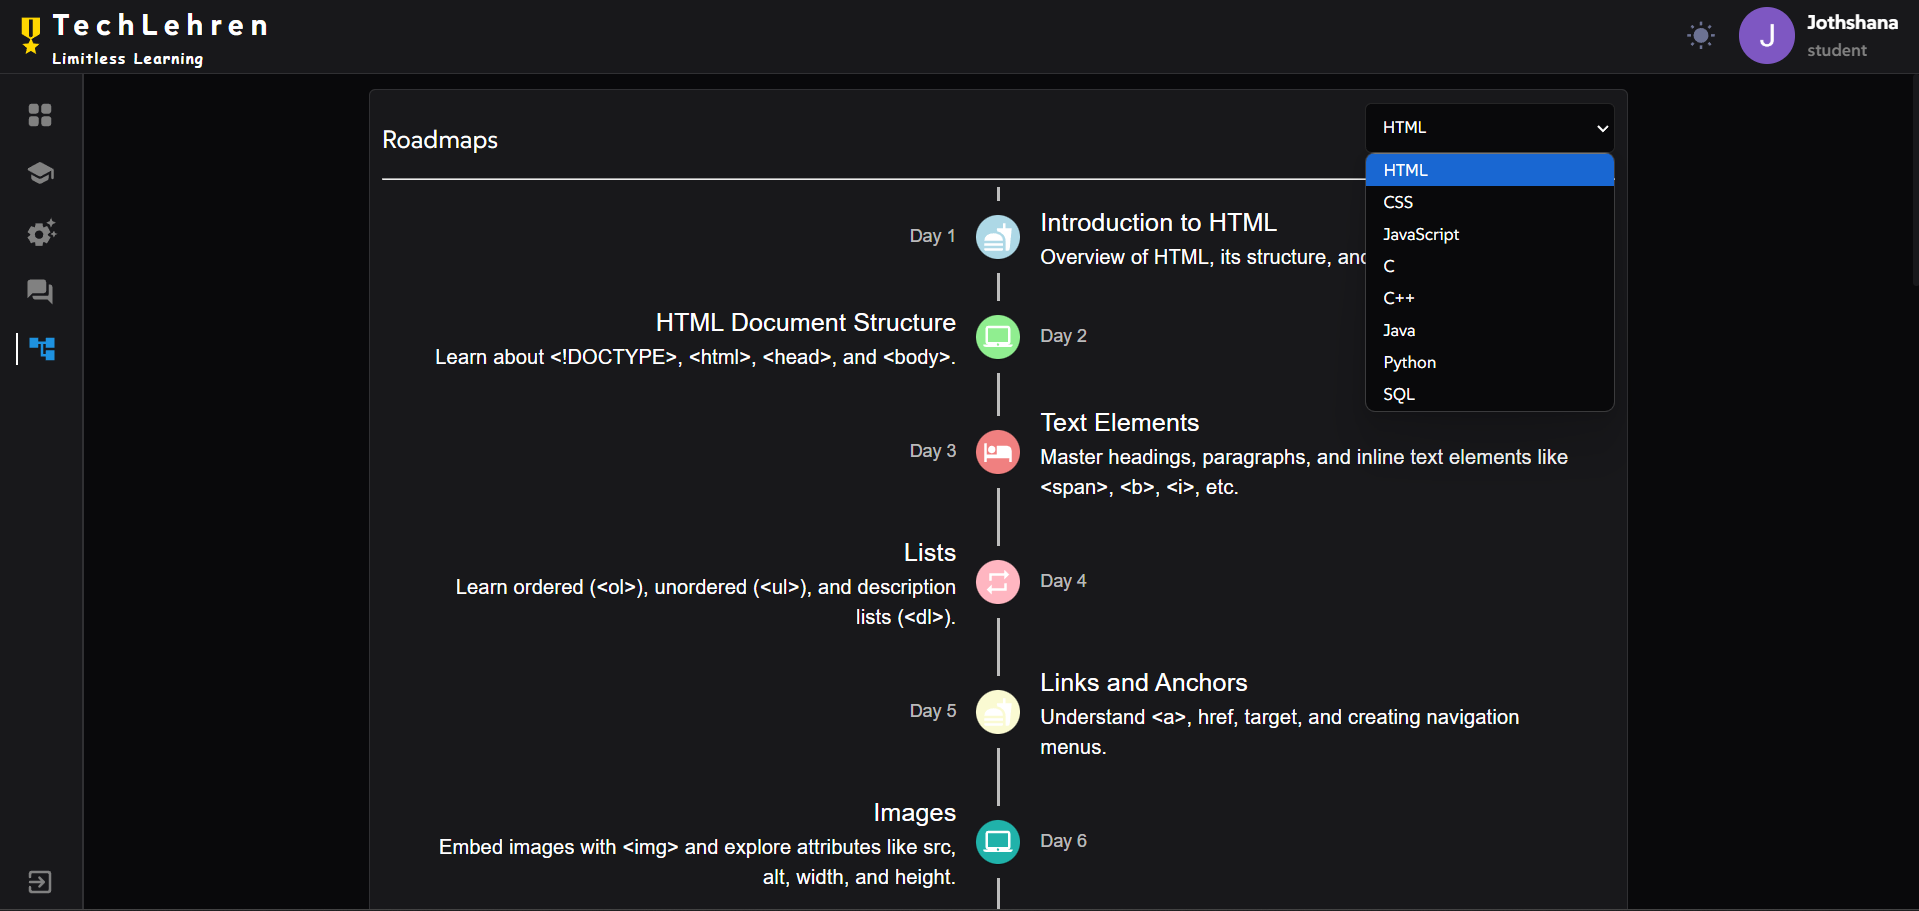 TechLehren
Limitless Learning
J
Jothshana
student
Roadmaps
HTML
HTML
CSS
JavaScript
C
C++
Java
Python
SQL
Day 1
Introduction to HTML
Overview of HTML, its structure, and
HTML Document Structure
Learn about <!DOCTYPE>, <html>, <head>, and <body>.
Day 2
Day 3
Text Elements
Master headings, paragraphs, and inline text elements like
<span>, <b>, <i>, etc.
Lists
Learn ordered (<ol>), unordered (<ul>), and description
lists (<dl>).
Day 4
Day 5
Links and Anchors
Understand <a>, href, target, and creating navigation
menus.
Images
Embed images with <img> and explore attributes like src,
alt, width, and height.
Day 6